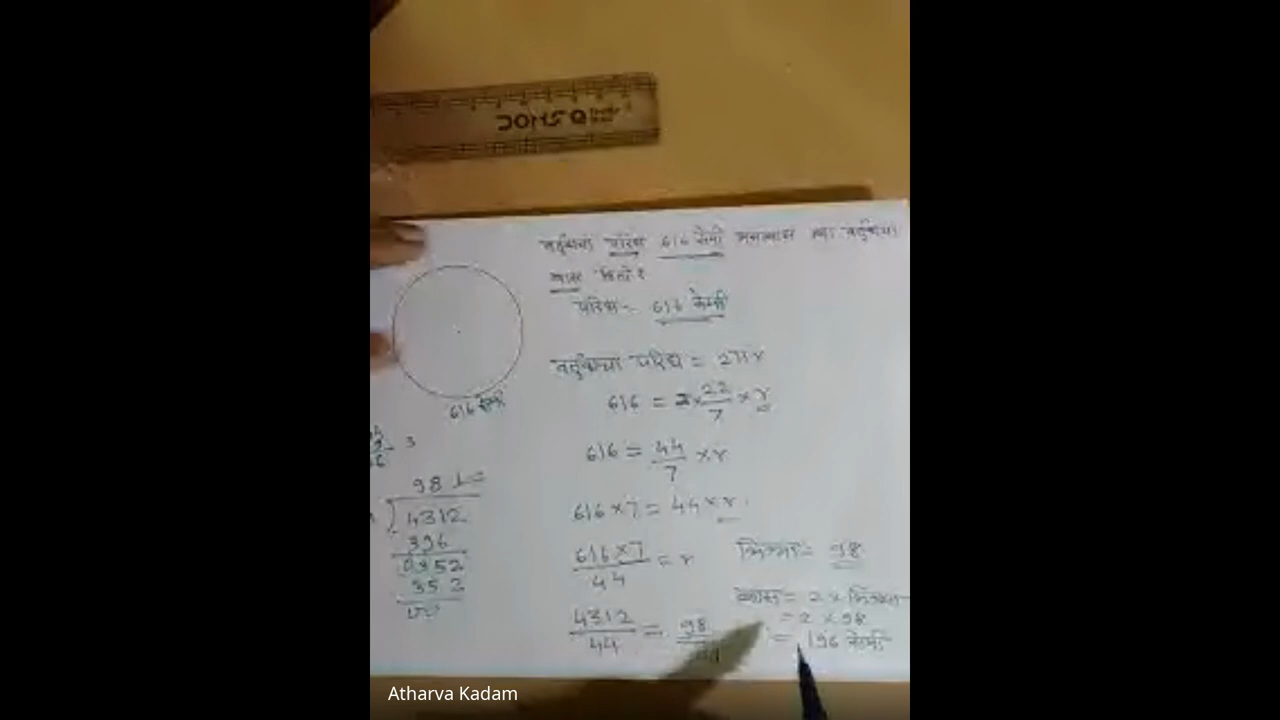 वर्तुळाचा परिघ 616 सेमी असल्यास त्या वर्तुळाचा
व्यास किती?
परिघ = 616 सेमी
वर्तुळाचा परिघ = 2πr
616 = 2 × 22/7 × r
616 = 44/7 × r
616 × 7 = 44 × r
616 × 7 / 44 = r
4312 / 44 = 98
616 सेमी
3
98
4312
396
0352
352
त्रिज्या = 98
व्यास = 2 × त्रिज्या
= 2 × 98
= 196 सेमी
Atharva Kadam